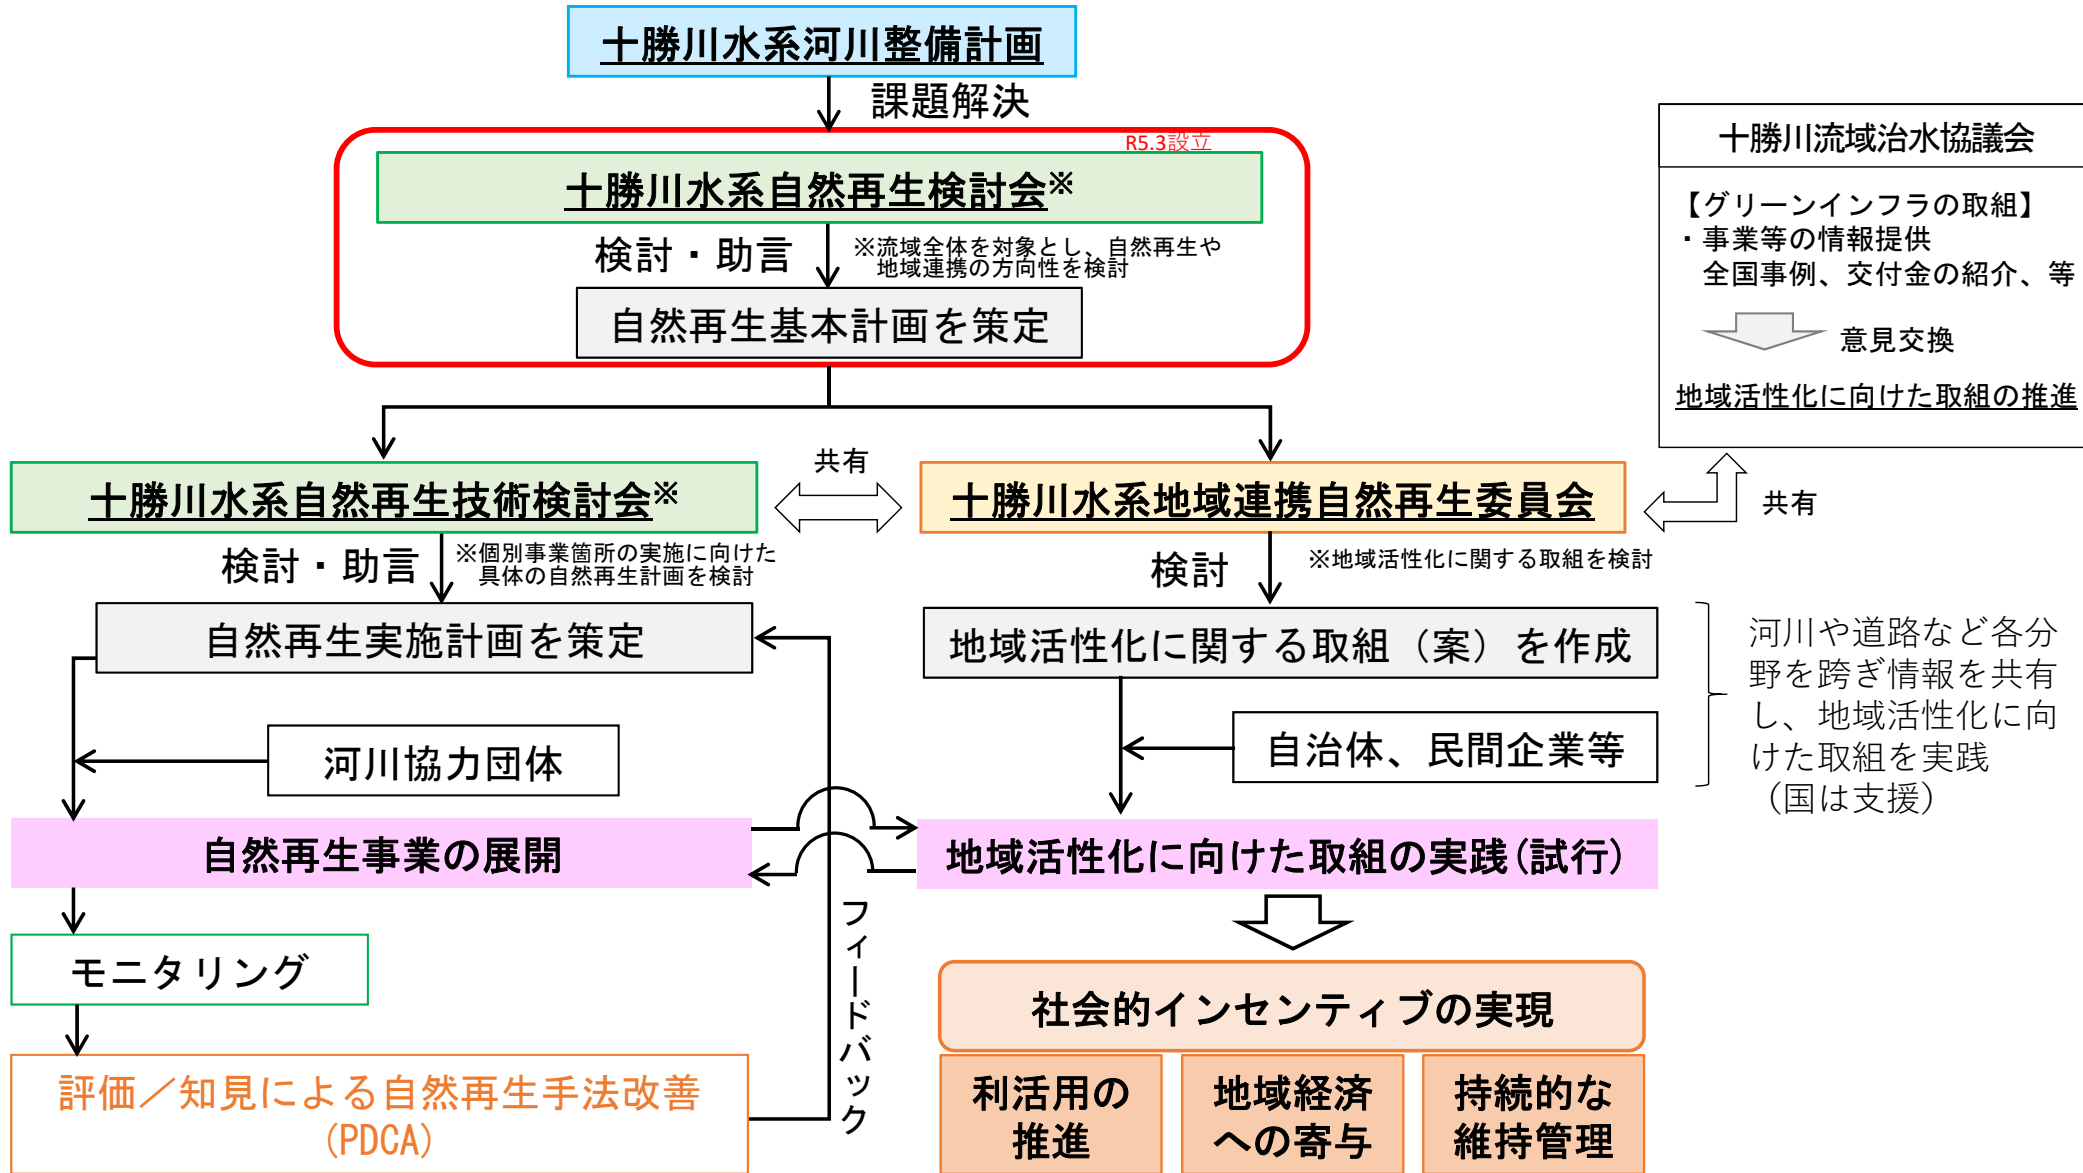 十勝川水系河川整備計画
課題解決
R5.3設立
十勝川水系自然再生検討会※
検討・助言
※流域全体を対象とし、自然再生や
地域連携の方向性を検討
自然再生基本計画を策定
十勝川流域治水協議会
【グリーンインフラの取組】
・事業等の情報提供
全国事例、交付金の紹介、等
意見交換
地域活性化に向けた取組の推進
十勝川水系自然再生技術検討会※
共有
十勝川水系地域連携自然再生委員会
共有
検討・助言
※個別事業箇所の実施に向けた
具体の自然再生計画を検討
検討
※地域活性化に関する取組を検討
自然再生実施計画を策定
地域活性化に関する取組（案）を作成
河川や道路など各分
野を跨ぎ情報を共有
し、地域活性化に向
けた取組を実践
（国は支援）
河川協力団体
自治体、民間企業等
自然再生事業の展開
地域活性化に向けた取組の実践(試行)
フィードバック
モニタリング
評価／知見による自然再生手法改善
(PDCA)
社会的インセンティブの実現
利活用の
推進
地域経済
への寄与
持続的な
維持管理